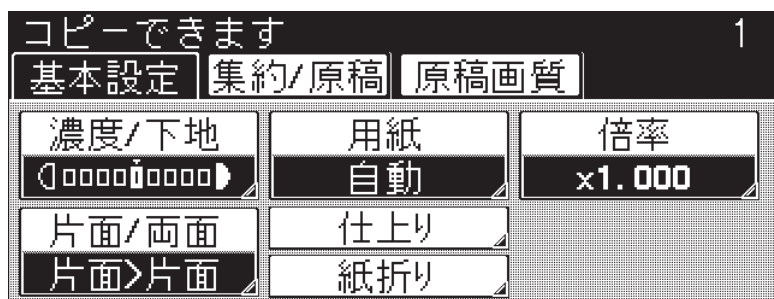 コピーできます 1
基本設定 集約/原稿 原稿画質
濃度/下地 用紙 倍率
自動 x1.000
片面/両面 仕上り
片面>片面 紙折り